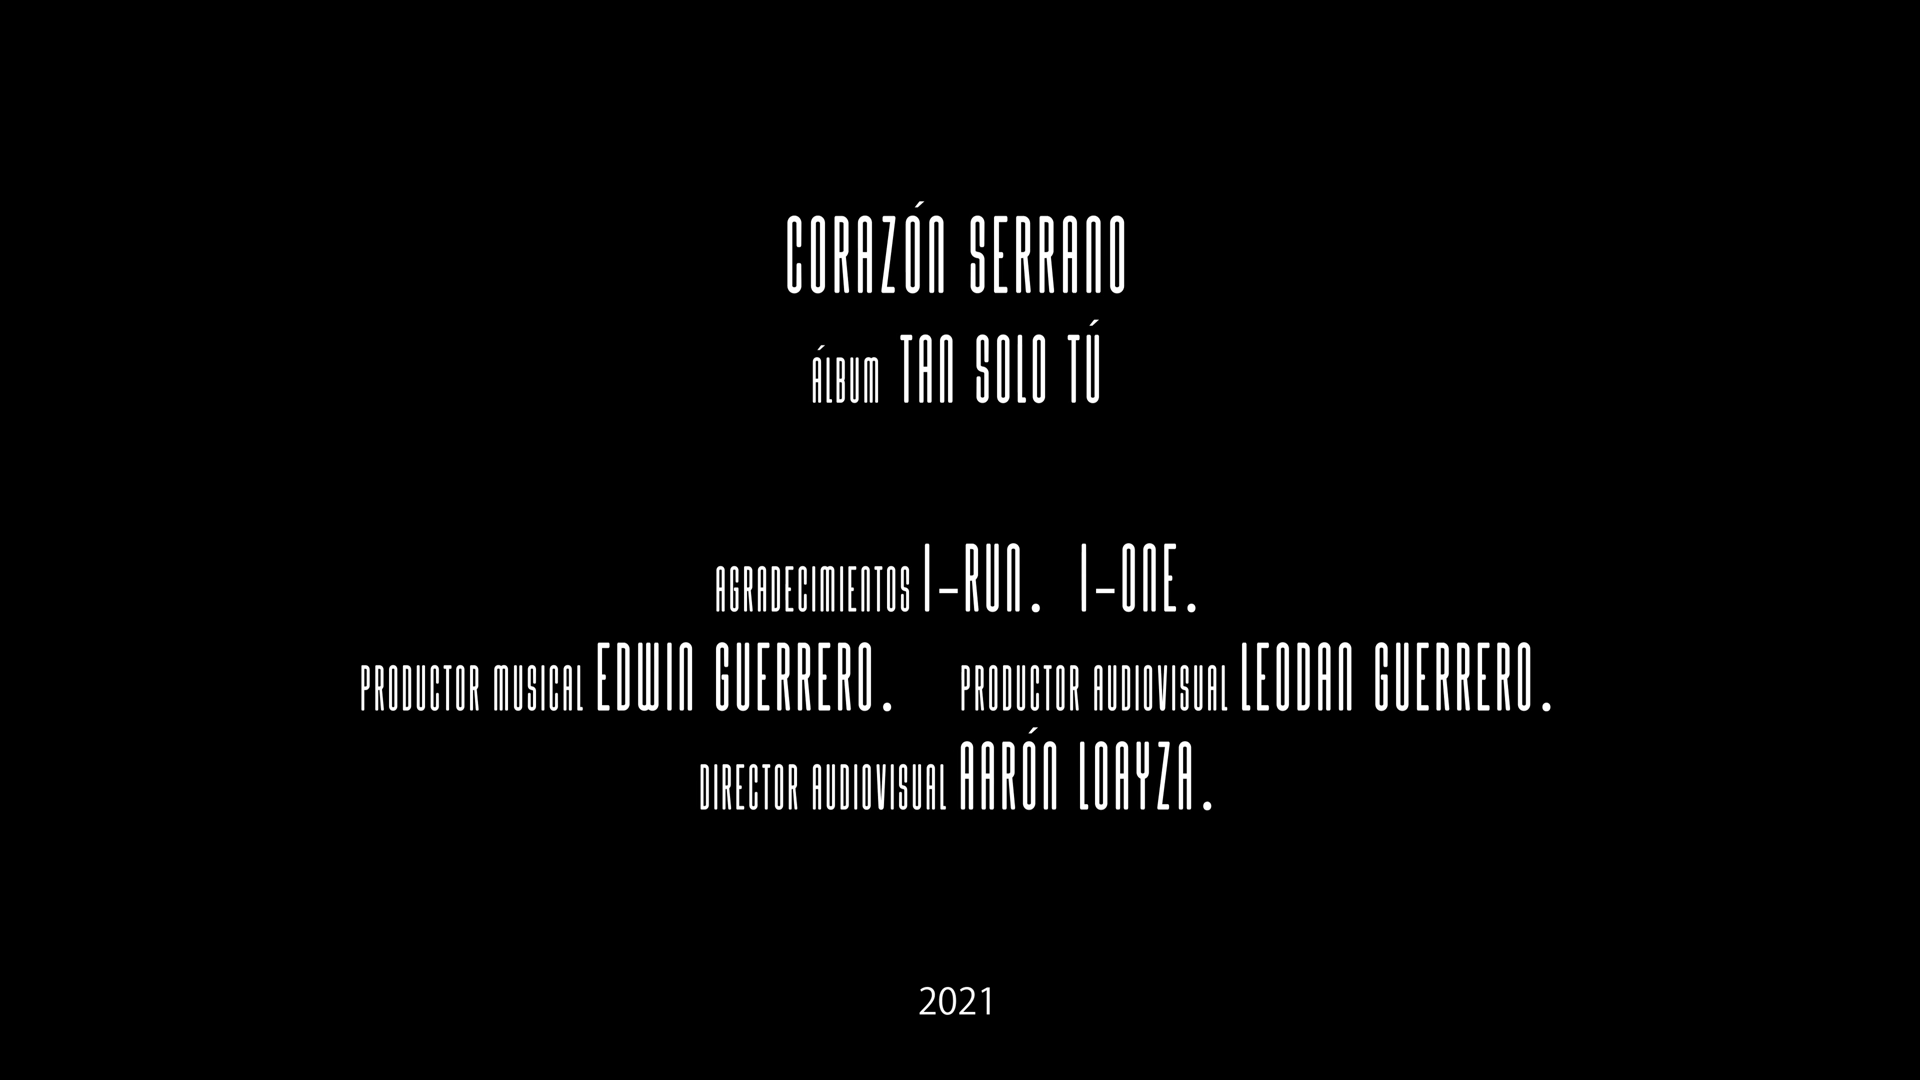 CORAZÓN SERRANO
ÁLBUM TAN SOLO TÚ
AGRADECIMIENTOS I-RUN. I-ONE.
PRODUCTOR MUSICAL EDWIN GUERRERO. PRODUCTOR AUDIOVISUAL LEODAN GUERRERO.
DIRECTOR AUDIOVISUAL AARÓN LOAYZA.
2021